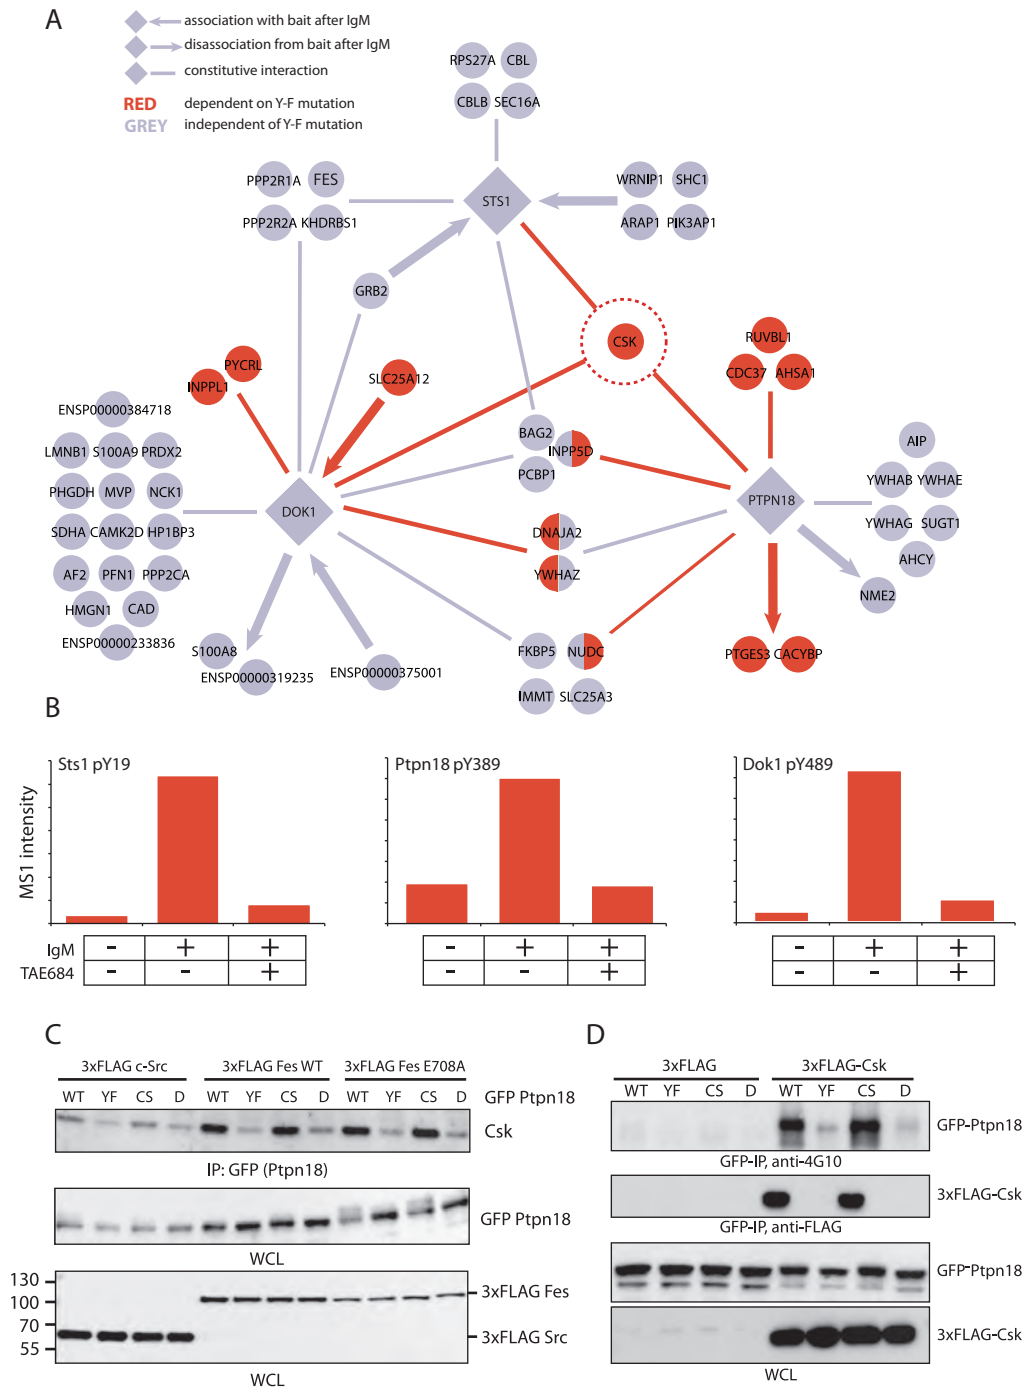 A
association with bait after IgM
disassociation from bait after IgM
constitutive interaction
RED dependent on Y-F mutation
GREY independent of Y-F mutation
RPS27A CBL
CBLB SEC16A
PPP2R1A FES
PPP2R2A KHDRBS1
STS1
WRNIP1 SHC1
ARAP1 PIK3AP1
GRB2
CSK
RUVBL1
CDC37 AHSA1
PYCRL
INPPL1
SLC25A12
ENSP00000384718
LMNB1 S100A9 PRDX2
PHGDH MVP NCK1
SDHA CAMK2D HP1BP3
AF2 PFN1 PPP2CA
HMGN1 CAD
ENSP00000233836
DOK1
BAG2
INPP5D
PCBP1
DNAJA2
YWHAZ
PTPN18
AIP
YWHAB YWHAE
YWHAG SUGT1
AHCY
NME2
S100A8
ENSP00000319235
ENSP00000375001
FKBP5 NUDC
IMMT SLC25A3
PTGES3 CACYBP
B
MS1 intensity
Sts1 pY19
Ptpn18 pY389
Dok1 pY489
IgM - + + - + + - + +
TAE684 - - + - - + - - +
C
3xFLAG c-Src 3xFLAG Fes WT 3xFLAG Fes E708A
WT YF CS D WT YF CS D WT YF CS D GFP Ptpn18
Csk
IP: GFP (Ptpn18)
GFP Ptpn18
WCL
130
100
70
55
3xFLAG Fes
3xFLAG Src
WCL
D
3xFLAG 3xFLAG-Csk
WT YF CS D WT YF CS D
GFP-Ptpn18
GFP-IP, anti-4G10
3xFLAG-Csk
GFP-IP, anti-FLAG
GFP-Ptpn18
3xFLAG-Csk
WCL